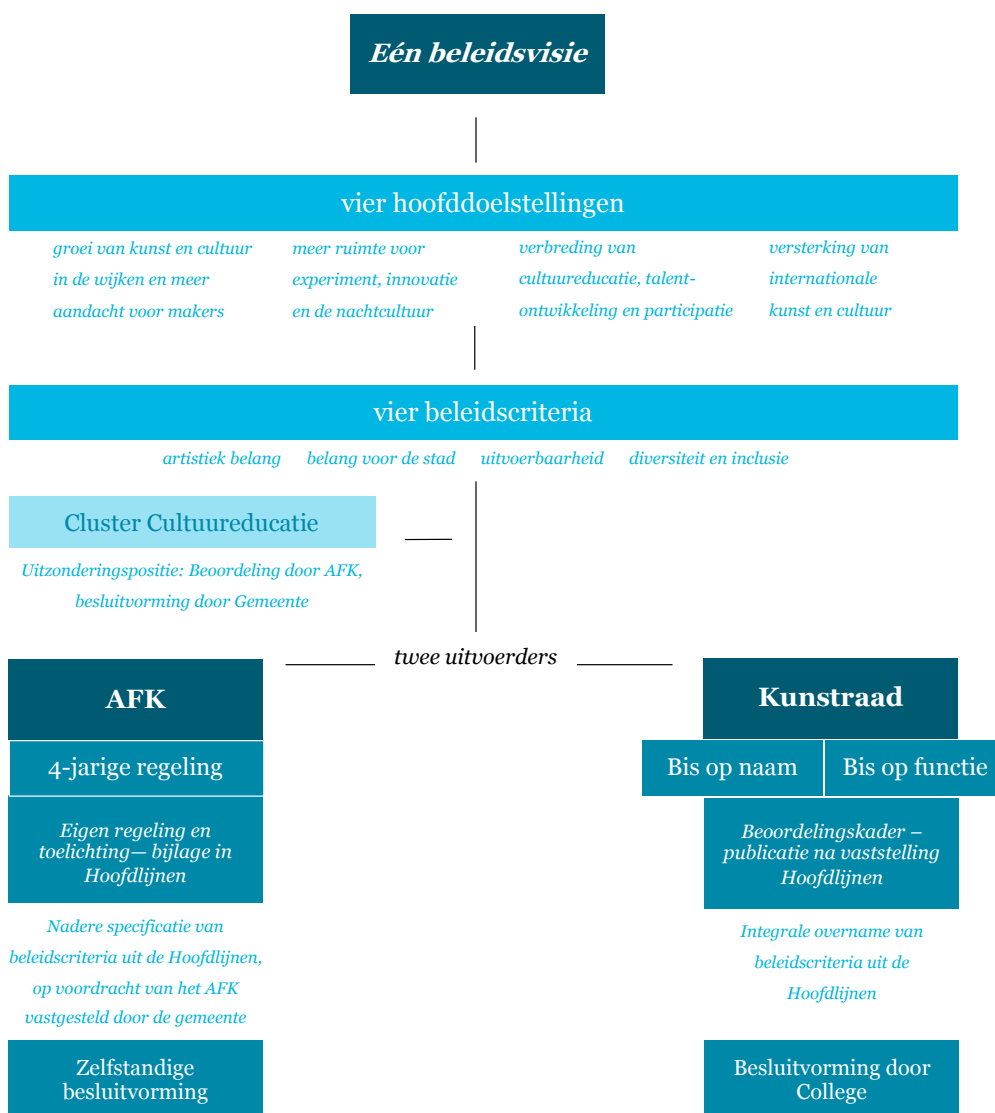 Eén beleidsvisie
vier hoofddoelstellingen
groei van kunst en cultuur
in de wijken en meer
aandacht voor makers
meer ruimte voor
experiment, innovatie
en de nachtcultuur
verbreding van
cultuureducatie, talent-
ontwikkeling en participatie
versterking van
internationale
kunst en cultuur
vier beleidscriteria
artistiek belang belang voor de stad uitvoerbaarheid diversiteit en inclusie
Cluster Cultuureducatie
Uitzonderingspositie: Beoordeling door AFK,
besluitvorming door Gemeente
twee uitvoerders
AFK
4-jarige regeling
Eigen regeling en
toelichting— bijlage in
Hoofdlijnen
Nadere specificatie van
beleidscriteria uit de Hoofdlijnen,
op voordracht van het AFK
vastgesteld door de gemeente
Zelfstandige
besluitvorming
Kunstraad
Bis op naam
Bis op functie
Beoordelingskader –
publicatie na vaststelling
Hoofdlijnen
Integrale overname van
beleidscriteria uit de
Hoofdlijnen
Besluitvorming door
College